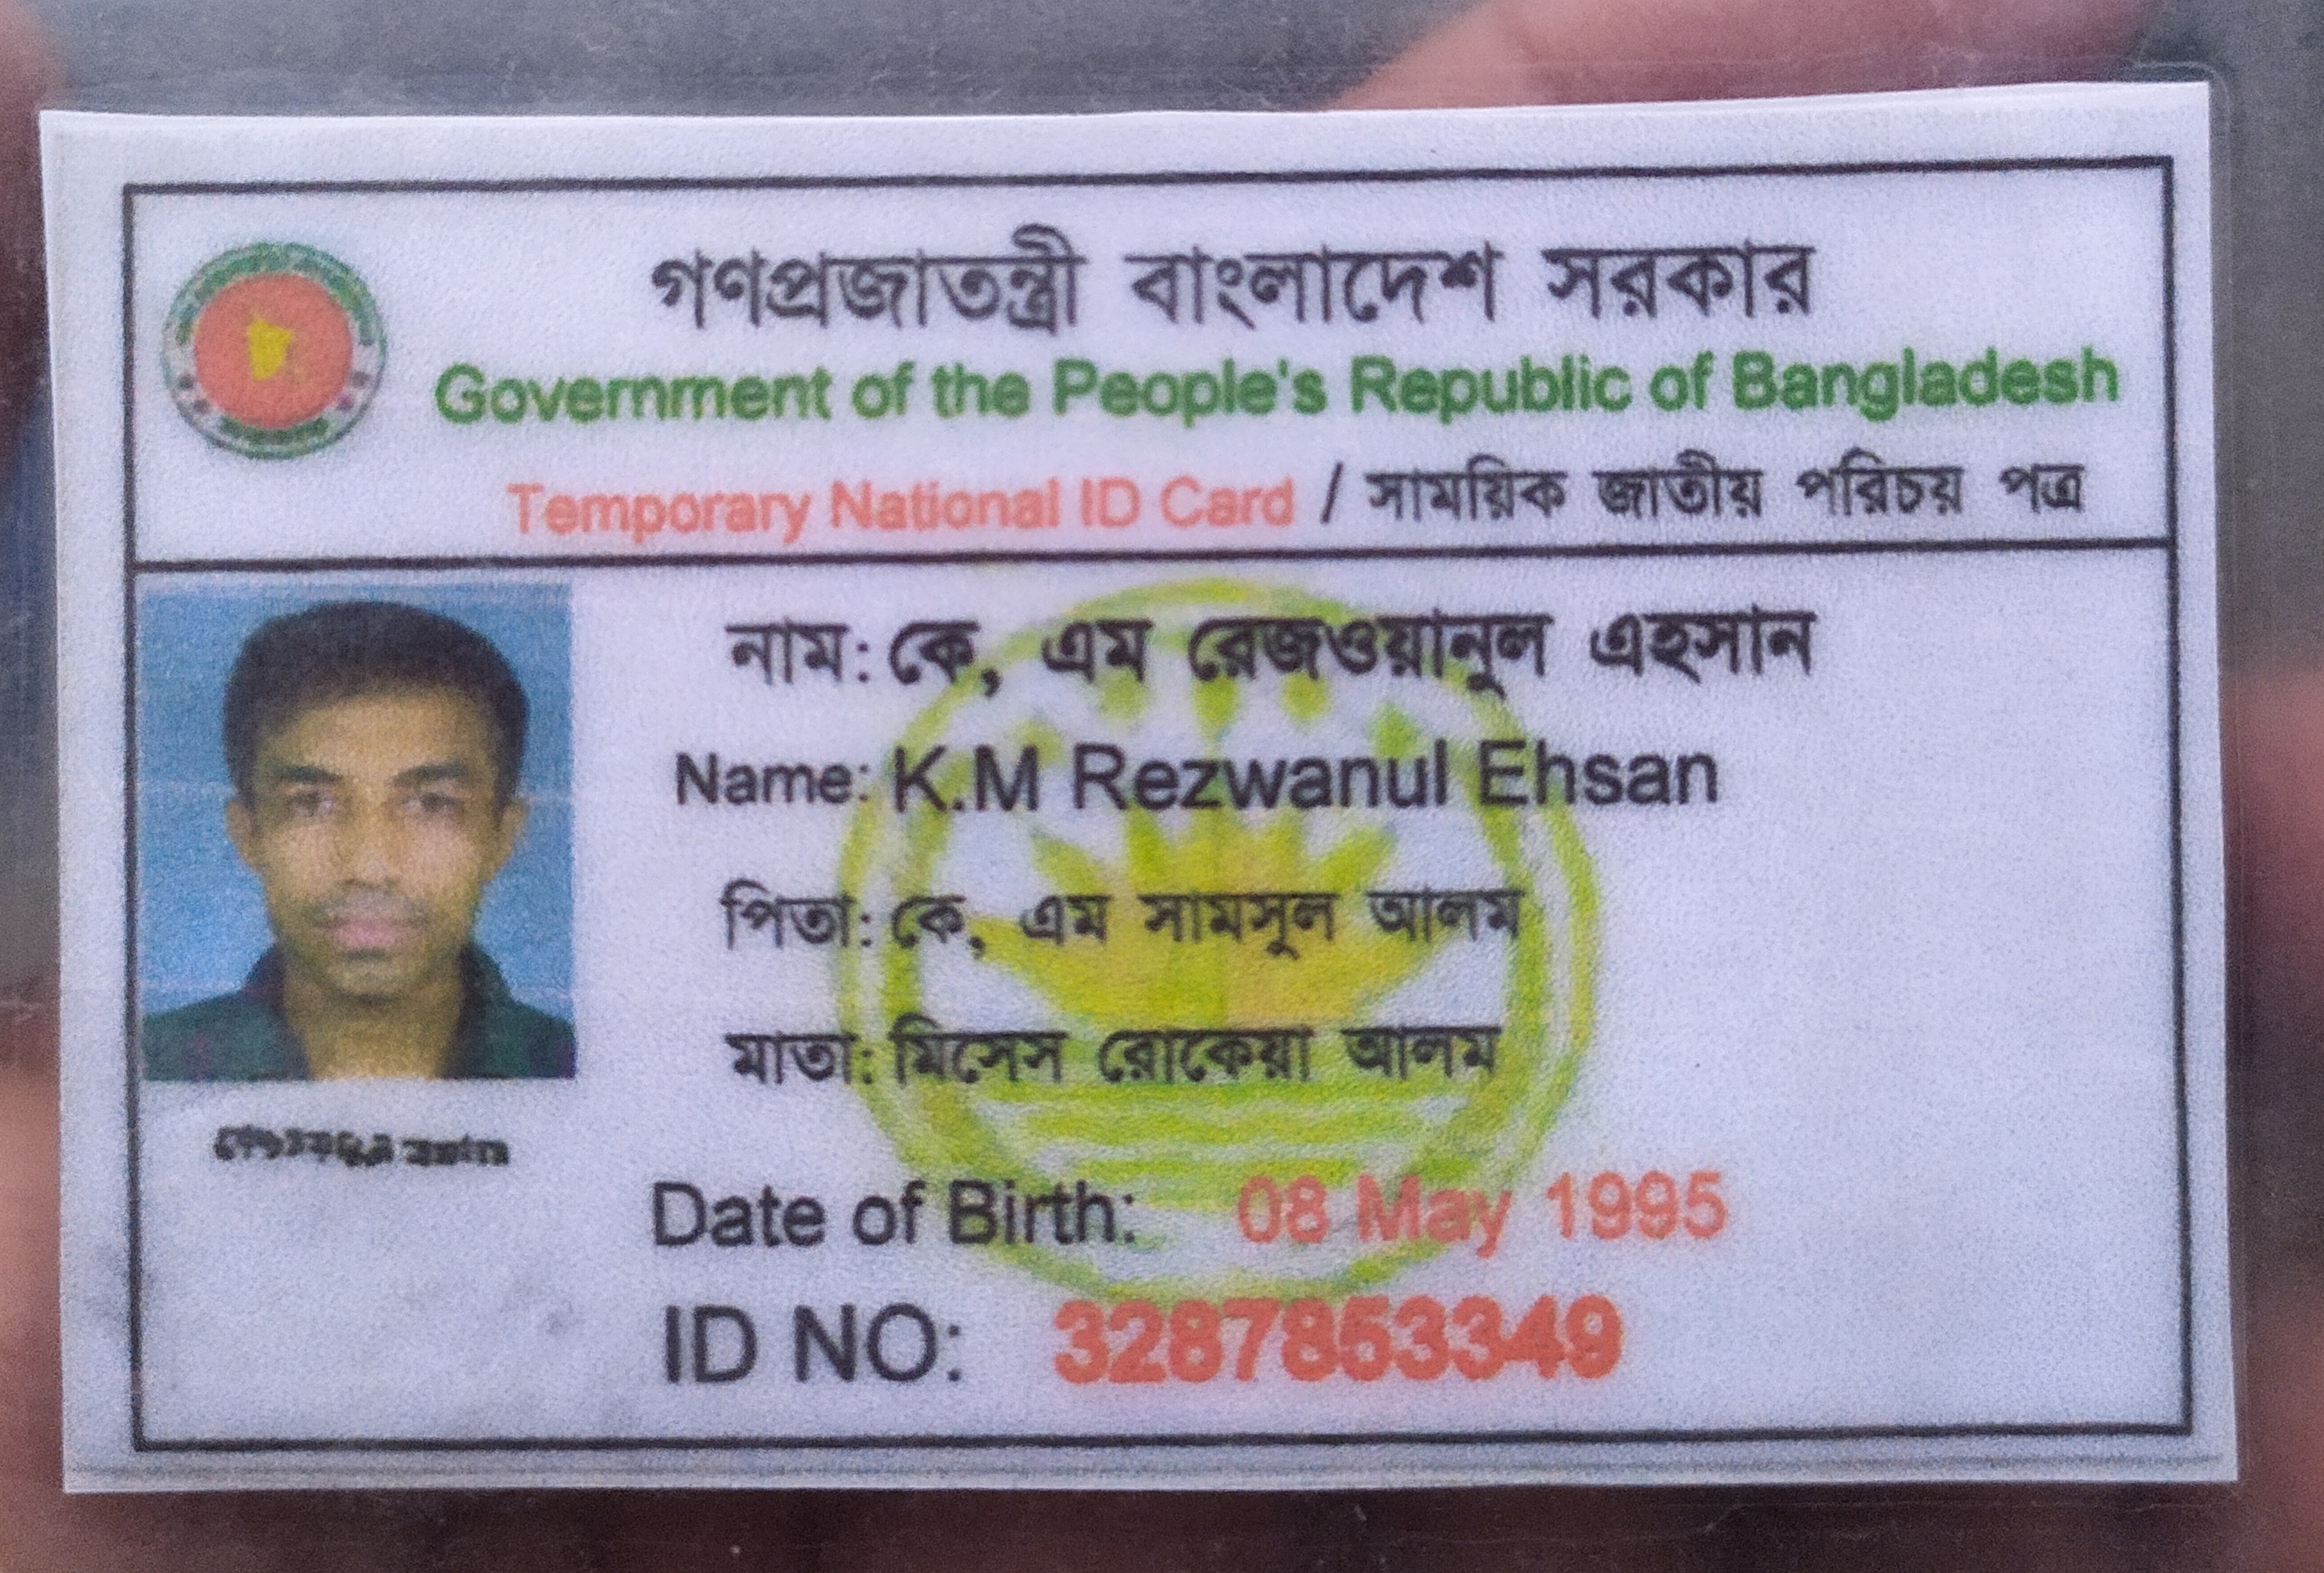 গণপ্রজাতন্ত্রী বাংলাদেশ সরকার
Government of the People's Republic of Bangladesh
Temporary National ID Card / সাময়িক জাতীয় পরিচয় পত্র
নাম: কে, এম রেজওয়ানুল এহসান
Name: K.M Rezwanul Ehsan
পিতা: কে, এম সামসুল আলম
মাতা: মিসেস রোকেয়া আলম
Date of Birth: 08 May 1995
ID NO: 3287853349